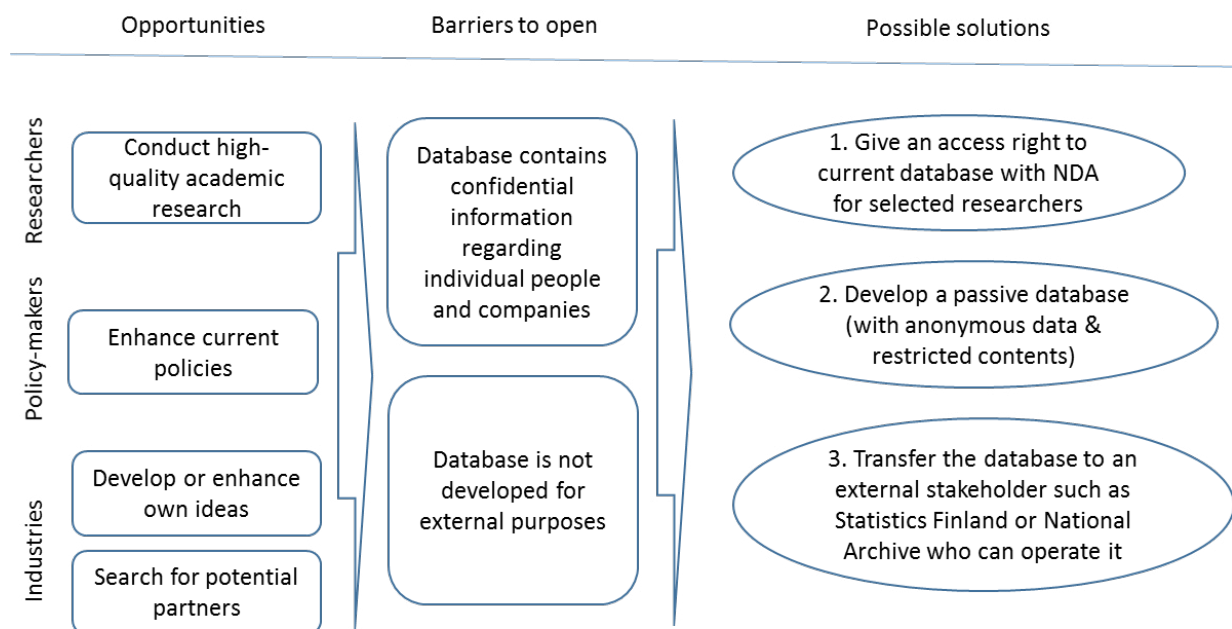 Opportunities
Barriers to open
Possible solutions
Researchers
Conduct high-
quality academic
research
Policy-makers
Enhance current
policies
Industries
Develop or enhance
own ideas
Search for potential
partners
Database contains
confidential
information
regarding
individual people
and companies
Database is not
developed for
external purposes
1. Give an access right to
current database with NDA
for selected researchers
2. Develop a passive database
(with anonymous data &
restricted contents)
3. Transfer the database to an
external stakeholder such as
Statistics Finland or National
Archive who can operate it